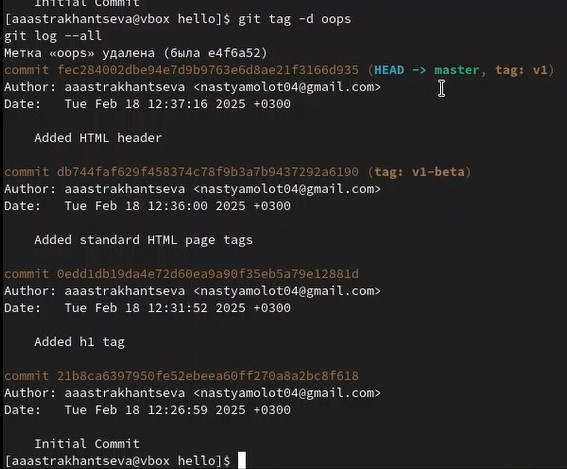 Initial Commit
[aaastrakhantseva@vbox hello]$ git tag -d oops
git log --all
Метка «oops» удалена (была e4f6a52)
commit fec284002dbe94e7d9b9763e6d8ae21f3166d935 (HEAD -> master, tag: v1)
Author: aaastrakhantseva <nastyamolot04@gmail.com>
Date:   Tue Feb 18 12:37:16 2025 +0300
Added HTML header
commit db744faf629f458374c78f9b3a7b9437292a6190 (tag: v1-beta)
Author: aaastrakhantseva <nastyamolot04@gmail.com>
Date:   Tue Feb 18 12:36:00 2025 +0300
Added standard HTML page tags
commit 0edd1db19da4e72d60ea9a90f35eb5a79e12881d
Author: aaastrakhantseva <nastyamolot04@gmail.com>
Date:   Tue Feb 18 12:31:52 2025 +0300
Added h1 tag
commit 21b8ca6397950fe52ebeea60ff270a8a2bc8f618
Author: aaastrakhantseva <nastyamolot04@gmail.com>
Date:   Tue Feb 18 12:26:59 2025 +0300
Initial Commit
[aaastrakhantseva@vbox hello]$